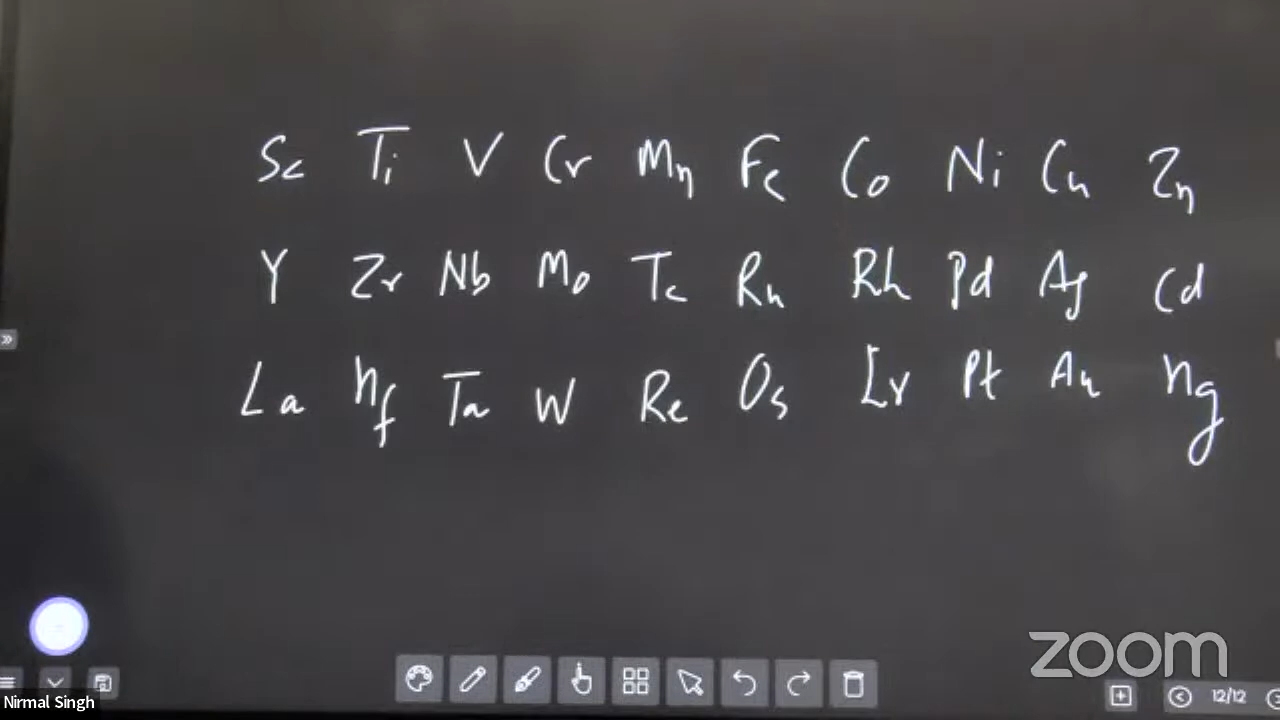 Sc Ti V Cr Mn Fe Co Ni Cu Zn
Y Zr Nb Mo Tc Ru Rh Pd Ag Cd
La Hf Ta W Re Os Ir Pt Au Hg
zoom
12/12
Nirmal Singh